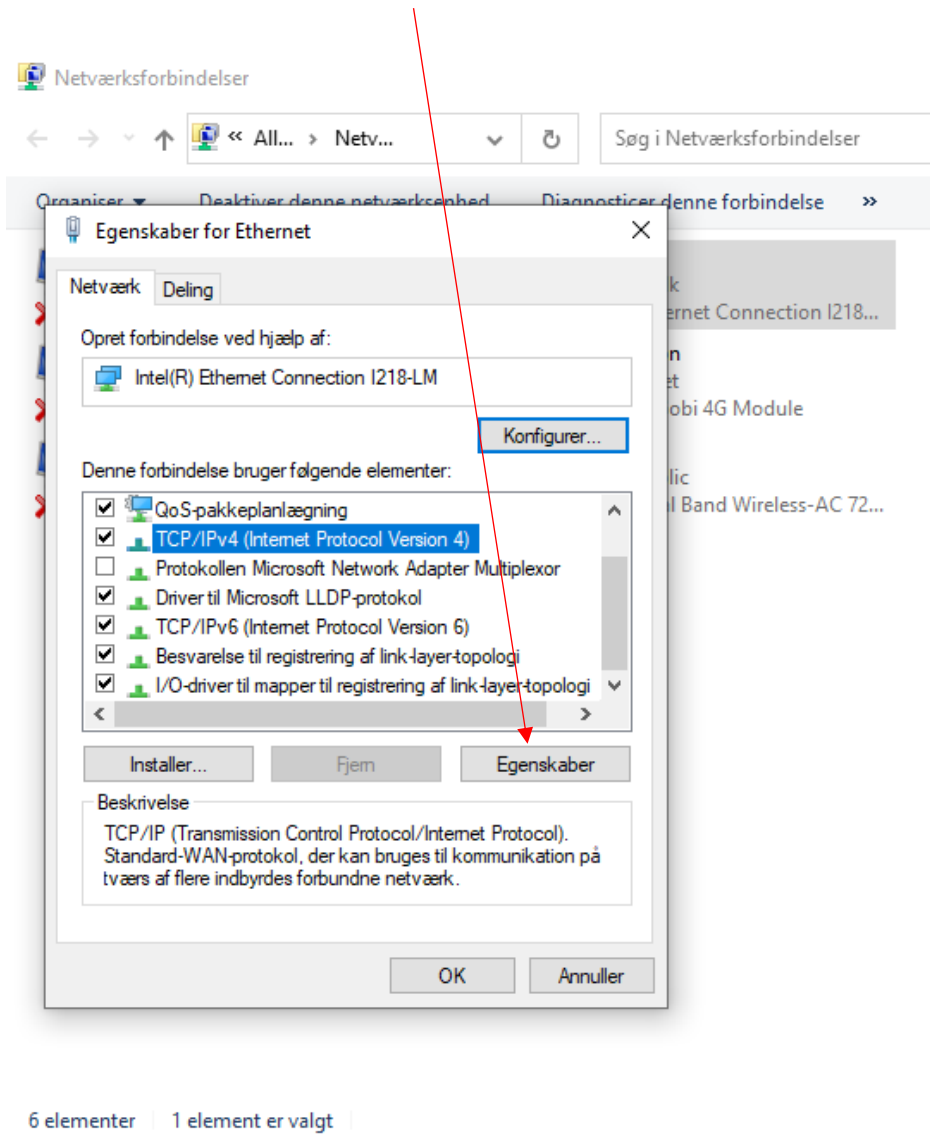 Netværksforbindelser
« All... › Netv...
Søg i Netværksforbindelser
Organiser
Deaktiver denne netværksenhed
Diagnosticer denne forbindelse
»
Egenskaber for Ethernet
Netværk
Deling
Opret forbindelse ved hjælp af:
Intel(R) Ethernet Connection I218-LM
Konfigurer...
Denne forbindelse bruger følgende elementer:
QoS-pakkeplanlægning
TCP/IPv4 (Internet Protocol Version 4)
Protokollen Microsoft Network Adapter Multiplexor
Driver til Microsoft LLDP-protokol
TCP/IPv6 (Internet Protocol Version 6)
Besvarelse til registrering af link-layer-topologi
I/O-driver til mapper til registrering af link-layer-topologi
Installer...
Fjern
Egenskaber
Beskrivelse
TCP/IP (Transmission Control Protocol/Internet Protocol).
Standard-WAN-protokol, der kan bruges til kommunikation på
tværs af flere indbyrdes forbundne netværk.
OK
Annuller
k
ernet Connection I218...
n
et
obi 4G Module
lic
l Band Wireless-AC 72...
6 elementer
1 element er valgt